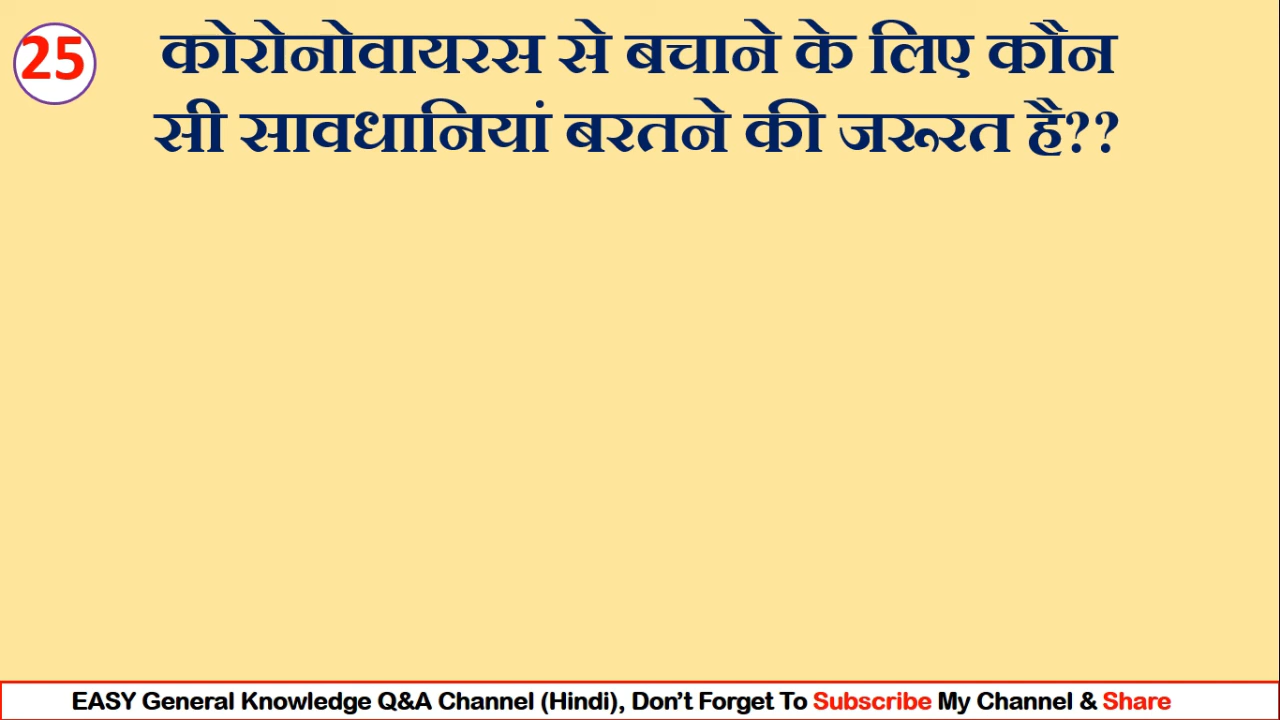 25
कोरोनोवायरस से बचाने के लिए कौन
सी सावधानियां बरतने की जरूरत है??
EASY General Knowledge Q&A Channel (Hindi), Don't Forget To Subscribe My Channel & Share